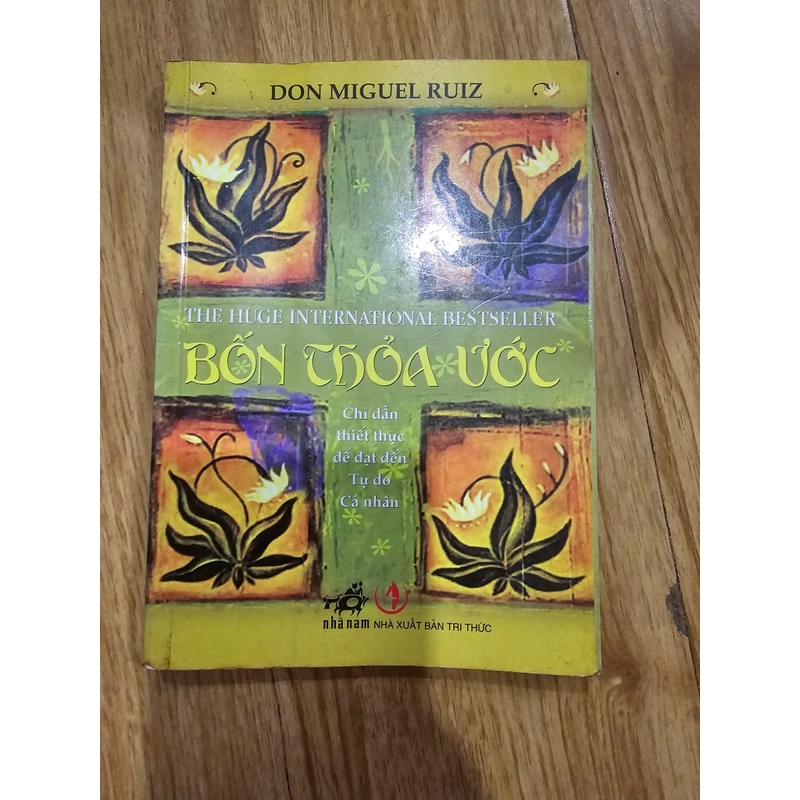 DON MIGUEL RUIZ
THE HUGE INTERNATIONAL BESTSELLER
BỐN THỎA ƯỚC
Chỉ dẫn
thiết thực
để đạt đến
Tự do
Cá nhân
nhã nam NHÀ XUẤT BẢN TRI THỨC